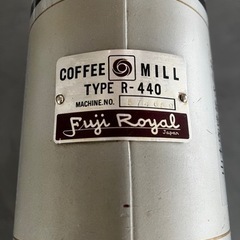 COFFEE MILL
TYPE R-440
MACHINE.NO.
Fuji Royal
Japan